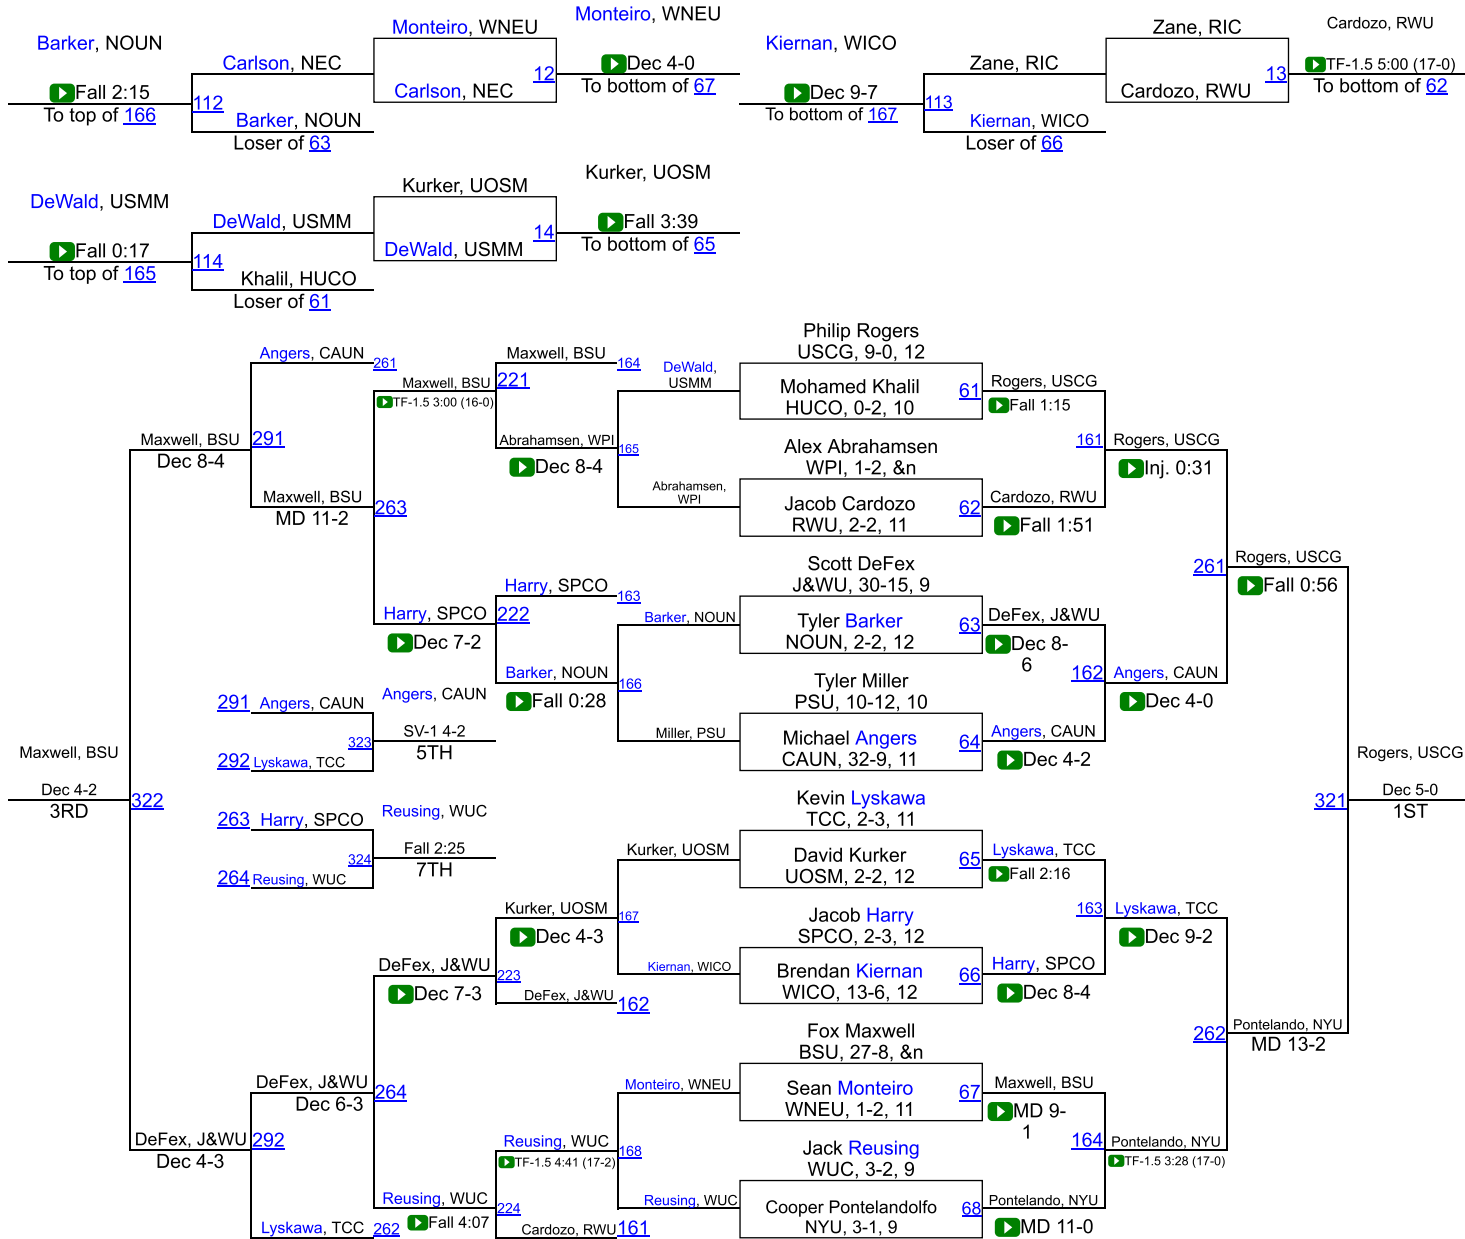 Barker, NOUN
Fall 2:15
To top of 166
Carlson, NEC
112
Barker, NOUN
Loser of 63
Monteiro, WNEU
Carlson, NEC
12
Monteiro, WNEU
Dec 4-0
To bottom of 67
Kiernan, WICO
Dec 9-7
To bottom of 167
Zane, RIC
113
Kiernan, WICO
Loser of 66
Zane, RIC
Cardozo, RWU
13
Cardozo, RWU
TF-1.5 5:00 (17-0)
To bottom of 62
DeWald, USMM
Fall 0:17
To top of 165
DeWald, USMM
114
Khalil, HUCO
Loser of 61
Kurker, UOSM
DeWald, USMM
14
Kurker, UOSM
Fall 3:39
To bottom of 65
Philip Rogers
USCG, 9-0, 12
Mohamed Khalil
HUCO, 0-2, 10
61
Rogers, USCG
Fall 1:15
Alex Abrahamsen
WPI, 1-2, &n
Jacob Cardozo
RWU, 2-2, 11
62
Cardozo, RWU
Fall 1:51
161
Rogers, USCG
Inj. 0:31
Scott DeFex
J&WU, 30-15, 9
Tyler Barker
NOUN, 2-2, 12
63
DeFex, J&WU
Dec 8-
6
Tyler Miller
PSU, 10-12, 10
Michael Angers
CAUN, 32-9, 11
64
Angers, CAUN
Dec 4-2
162
Angers, CAUN
Dec 4-0
261
Rogers, USCG
Fall 0:56
Kevin Lyskawa
TCC, 2-3, 11
David Kurker
UOSM, 2-2, 12
65
Lyskawa, TCC
Fall 2:16
Jacob Harry
SPCO, 2-3, 12
Brendan Kiernan
WICO, 13-6, 12
66
Harry, SPCO
Dec 8-4
163
Lyskawa, TCC
Dec 9-2
Fox Maxwell
BSU, 27-8, &n
Sean Monteiro
WNEU, 1-2, 11
67
Maxwell, BSU
MD 9-
1
Jack Reusing
WUC, 3-2, 9
Cooper Pontelandolfo
NYU, 3-1, 9
68
Pontelando, NYU
MD 11-0
164
Pontelando, NYU
TF-1.5 3:28 (17-0)
262
Pontelando, NYU
MD 13-2
321
Rogers, USCG
Dec 5-0
1ST
Angers, CAUN
261
Maxwell, BSU
TF-1.5 3:00 (16-0)
221
Maxwell, BSU
164
Abrahamsen, WPI
Dec 8-4
165
DeWald,
USMM
Abrahamsen,
WPI
Maxwell, BSU
Dec 8-4
291
Maxwell, BSU
MD 11-2
263
Harry, SPCO
Dec 7-2
222
Harry, SPCO
163
Barker, NOUN
Fall 0:28
166
Barker, NOUN
Miller, PSU
291
Angers, CAUN
292
Lyskawa, TCC
323
Angers, CAUN
SV-1 4-2
5TH
Maxwell, BSU
Dec 4-2
3RD
322
263
Harry, SPCO
264
Reusing, WUC
324
Reusing, WUC
Fall 2:25
7TH
Kurker, UOSM
Kurker, UOSM
Dec 4-3
167
Kiernan, WICO
DeFex, J&WU
Dec 7-3
223
DeFex, J&WU
162
DeFex, J&WU
Dec 6-3
264
DeFex, J&WU
Dec 4-3
292
Monteiro, WNEU
Reusing, WUC
TF-1.5 4:41 (17-2)
168
Reusing, WUC
Reusing, WUC
Fall 4:07
224
Cardozo, RWU
161
Lyskawa, TCC
262